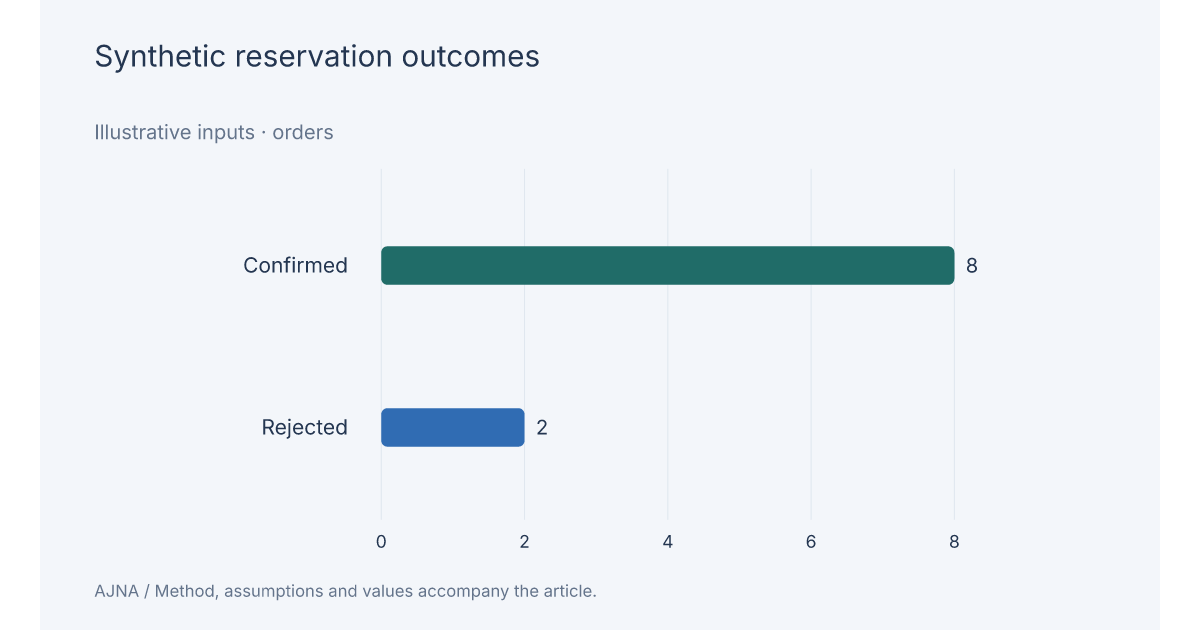 Synthetic reservation outcomes
Illustrative inputs · orders
Confirmed 8
Rejected 2
0 2 4 6 8
AJNA / Method, assumptions and values accompany the article.